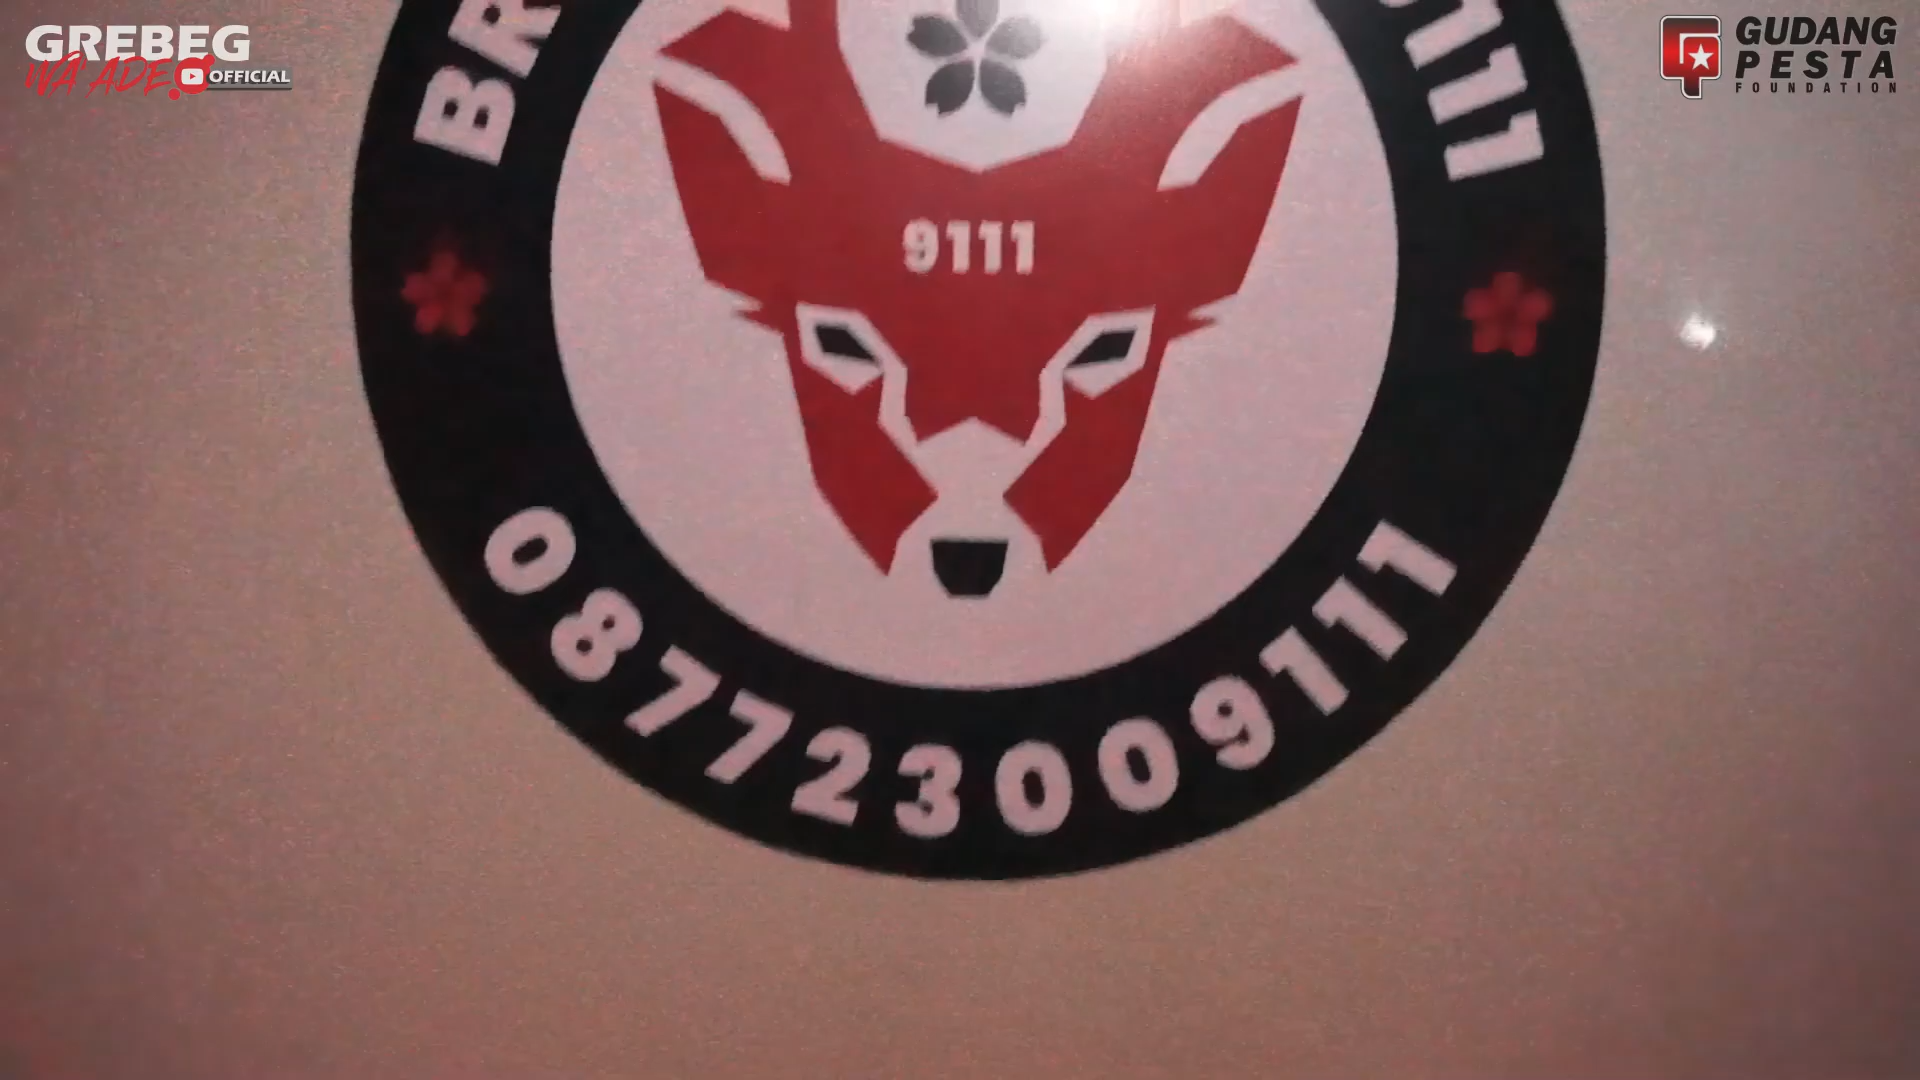 GREBEG
WA' ADE
OFFICIAL
GUDANG
PESTA
FOUNDATION
9111
087723009111